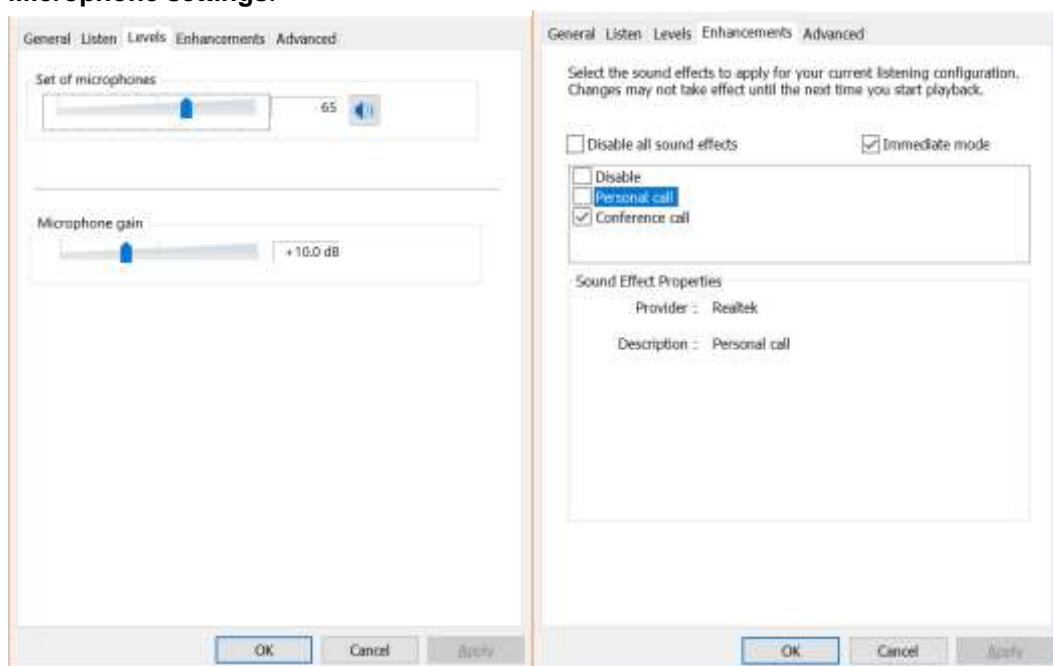 Microphone settings:
General Listen Levels Enhancements Advanced
Set of microphones
65
Microphone gain
+10.0 dB
OK Cancel Apply
General Listen Levels Enhancements Advanced
Select the sound effects to apply for your current listening configuration.
Changes may not take effect until the next time you start playback.
Disable all sound effects Immediate mode
Disable
Personal call
Conference call
Sound Effect Properties
Provider : Realtek
Description : Personal call
OK Cancel Apply